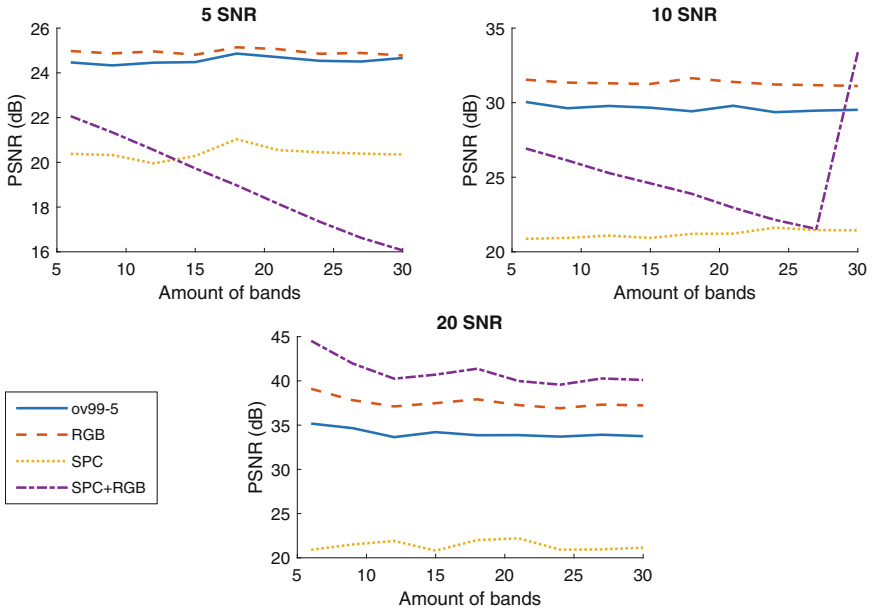 5 SNR
26
24
22
20
18
16
PSNR (dB)
5 10 15 20 25 30
Amount of bands
10 SNR
35
30
25
20
PSNR (dB)
5 10 15 20 25 30
Amount of bands
20 SNR
45
40
35
30
25
20
PSNR (dB)
5 10 15 20 25 30
Amount of bands
ov99-5
RGB
SPC
SPC+RGB